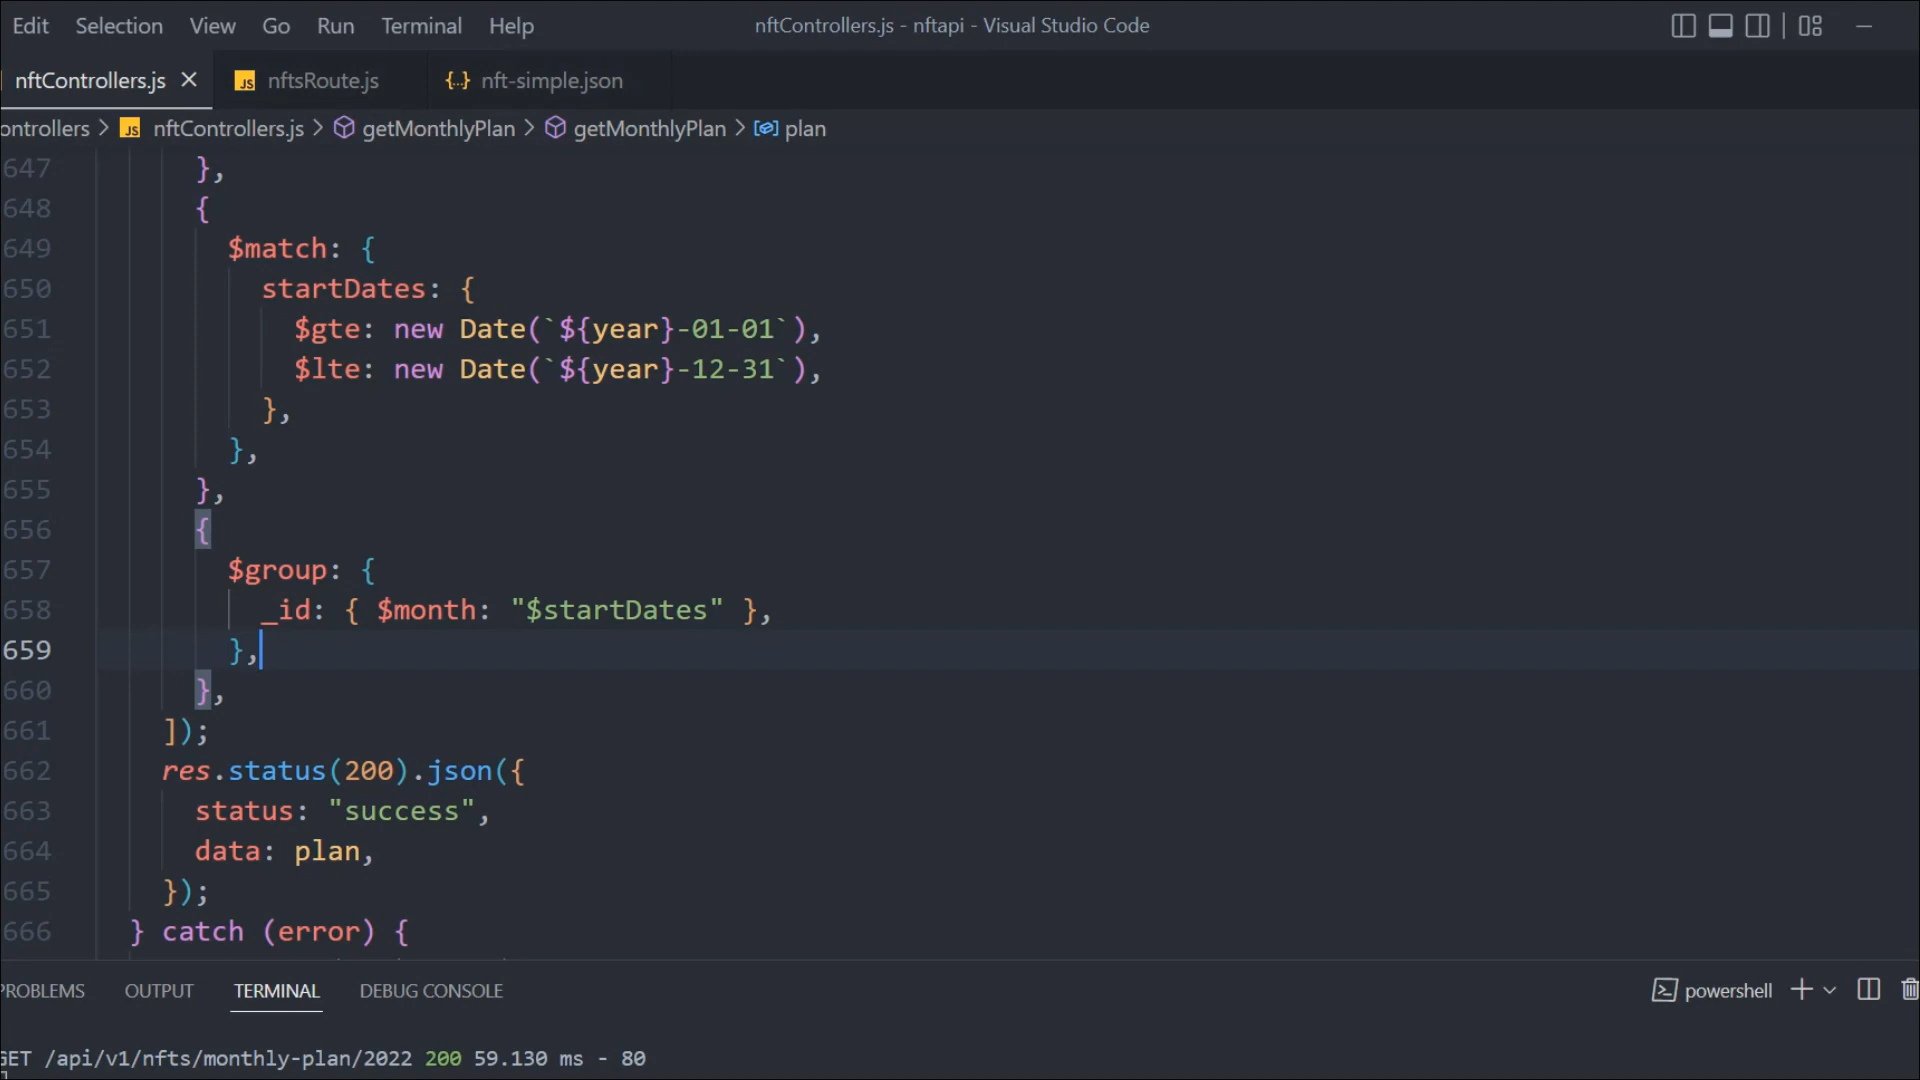 Edit Selection View Go Run Terminal Help nftControllers.js - nftapi - Visual Studio Code
nftControllers.js JS nftsRoute.js {..} nft-simple.json
ontrollers > JS nftControllers.js > getMonthlyPlan > getMonthlyPlan > plan
647 },
648 {
649 $match: {
650 startDates: {
651 $gte: new Date(`${year}-01-01`),
652 $lte: new Date(`${year}-12-31`),
653 },
654 },
655 },
656 {
657 $group: {
658 _id: { $month: "$startDates" },
659 },
660 },
661 ]);
662 res.status(200).json({
663 status: "success",
664 data: plan,
665 });
666 } catch (error) {
PROBLEMS OUTPUT TERMINAL DEBUG CONSOLE powershell
GET /api/v1/nfts/monthly-plan/2022 200 59.130 ms - 80